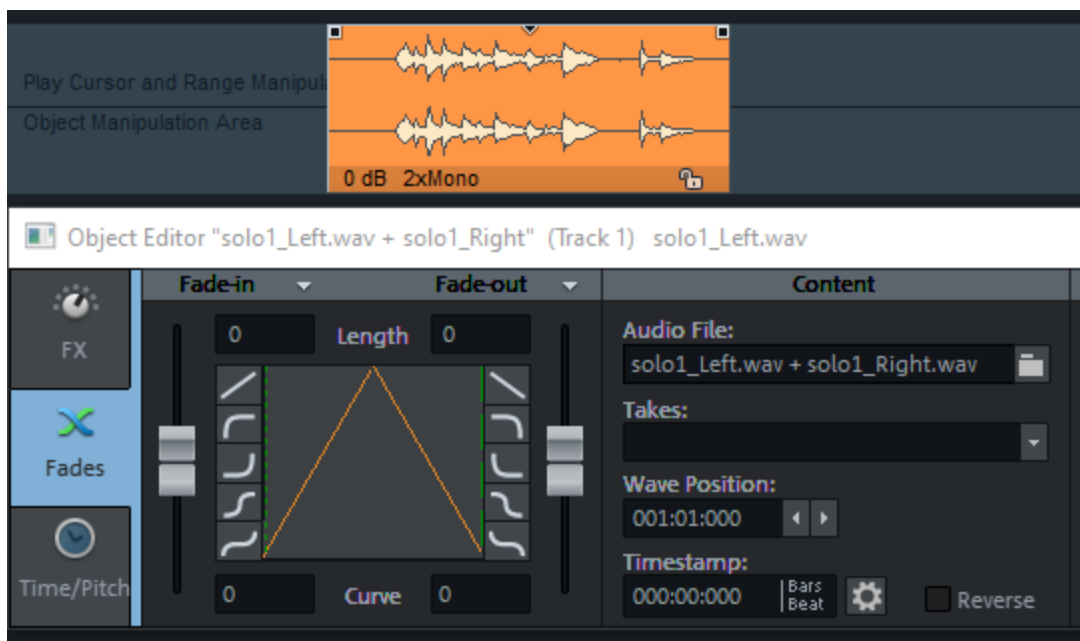 Play Cursor and Range Manipul
Object Manipulation Area
0 dB 2xMono
Object Editor "solo1_Left.wav + solo1_Right" (Track 1) solo1_Left.wav
Fade-in Fade-out Content
FX
0 Length 0
Audio File:
solo1_Left.wav + solo1_Right.wav
Takes:
Fades
Wave Position:
001:01:000
Timestamp:
Time/Pitch
0 Curve 0
000:00:000 Bars
Beat
Reverse